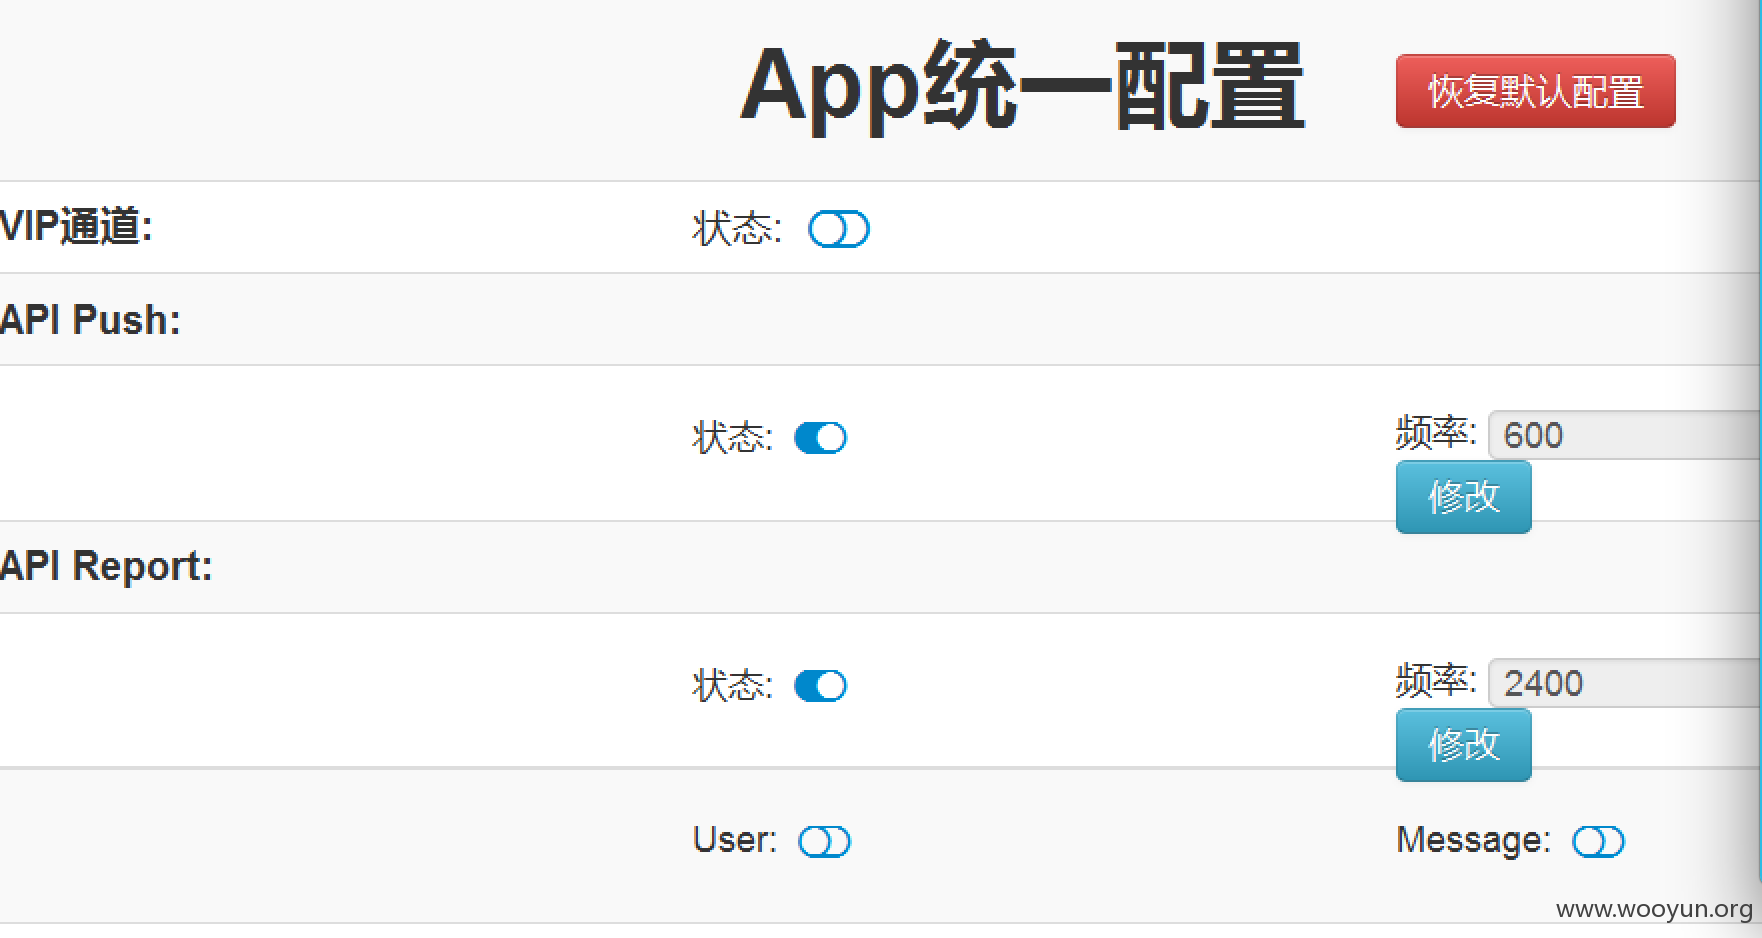 App统一配置 恢复默认配置
VIP通道: 状态:
API Push:
状态: 频率: 600
修改
API Report:
状态: 频率: 2400
修改
User: Message:
www.wooyun.org